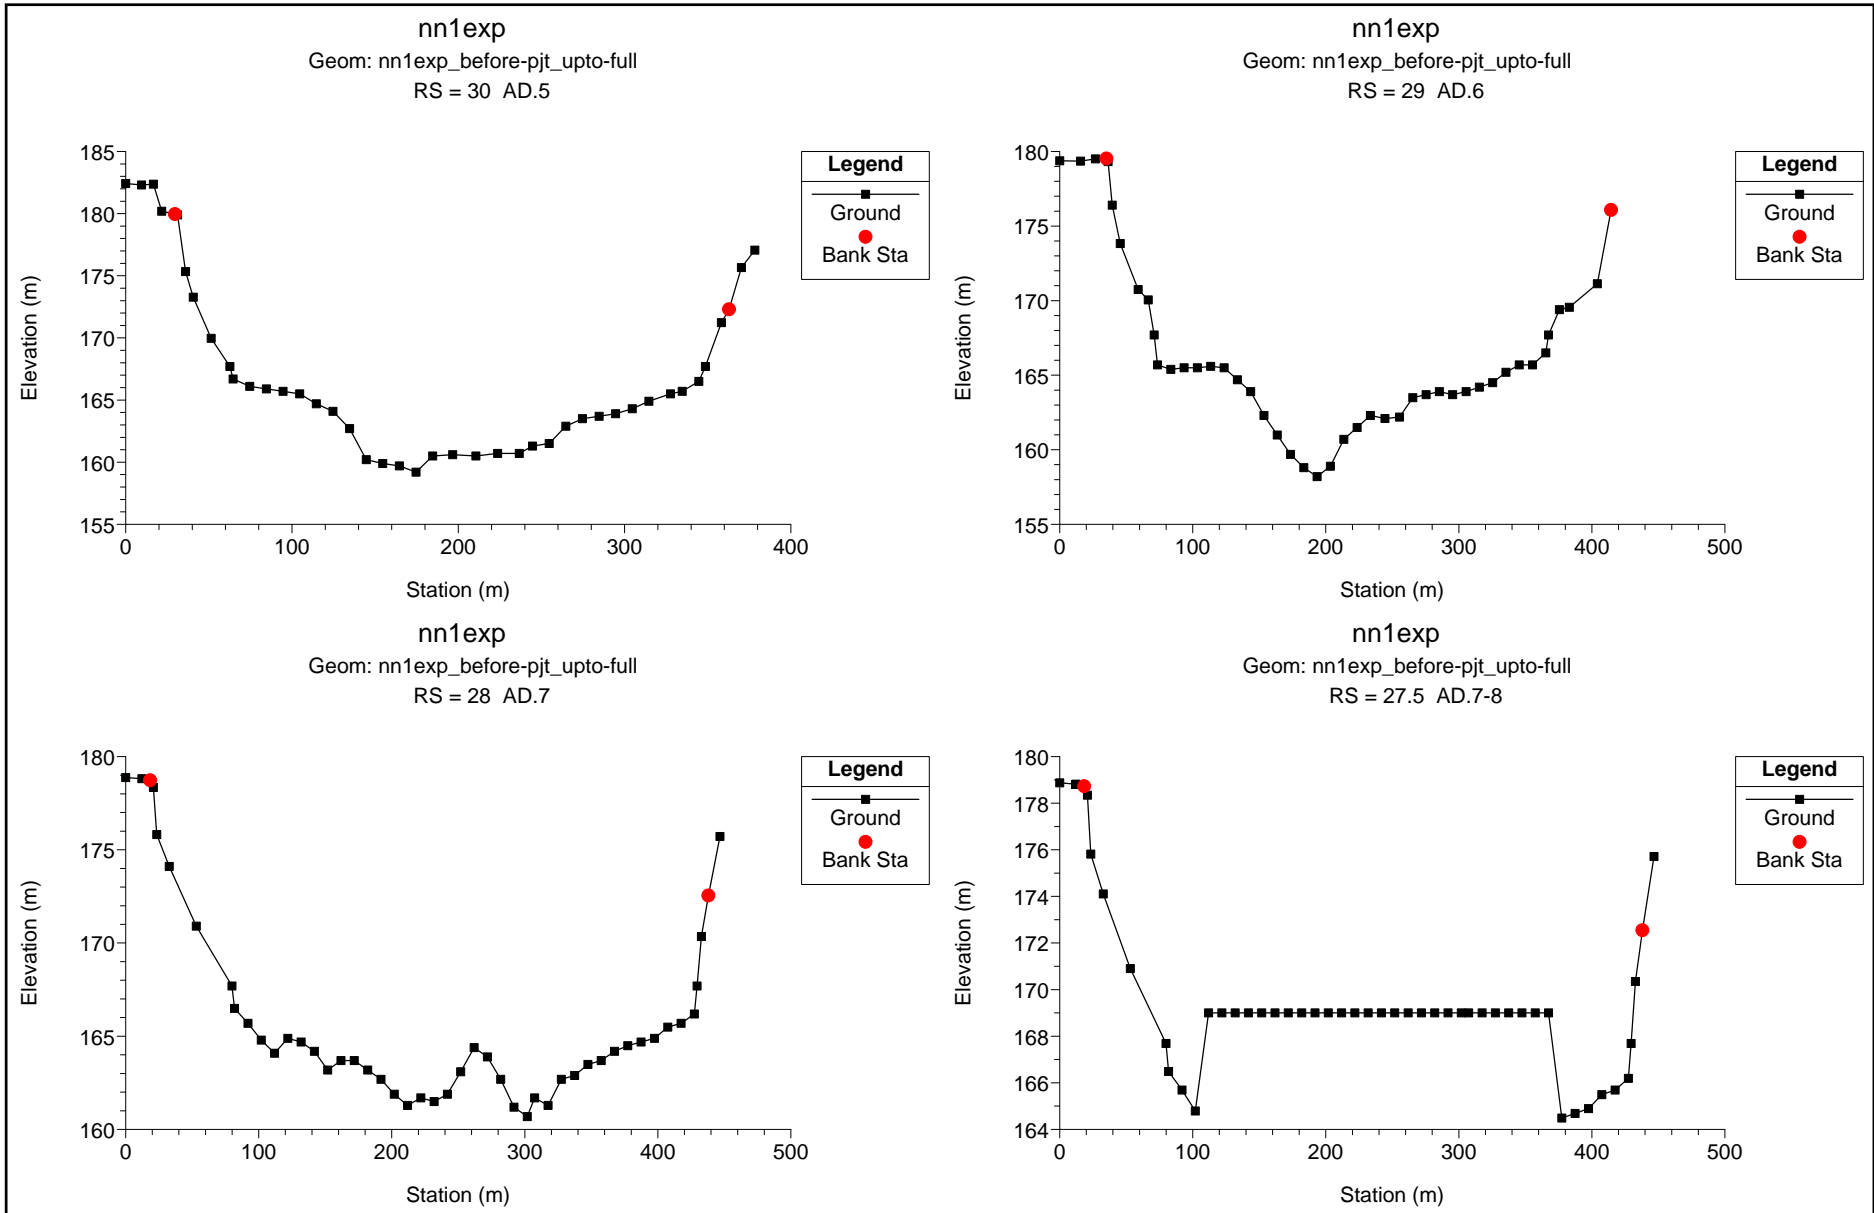 nn1exp
Geom: nn1exp_before-pjt_upto-full
RS = 30 AD.5
185
180
175
170
165
160
155
0
100
200
300
400
Elevation (m)
Station (m)
Legend
Ground
Bank Sta
nn1exp
Geom: nn1exp_before-pjt_upto-full
RS = 29 AD.6
180
175
170
165
160
155
0
100
200
300
400
500
Elevation (m)
Station (m)
Legend
Ground
Bank Sta
nn1exp
Geom: nn1exp_before-pjt_upto-full
RS = 28 AD.7
180
175
170
165
160
0
100
200
300
400
500
Elevation (m)
Station (m)
Legend
Ground
Bank Sta
nn1exp
Geom: nn1exp_before-pjt_upto-full
RS = 27.5 AD.7-8
180
178
176
174
172
170
168
166
164
0
100
200
300
400
500
Elevation (m)
Station (m)
Legend
Ground
Bank Sta